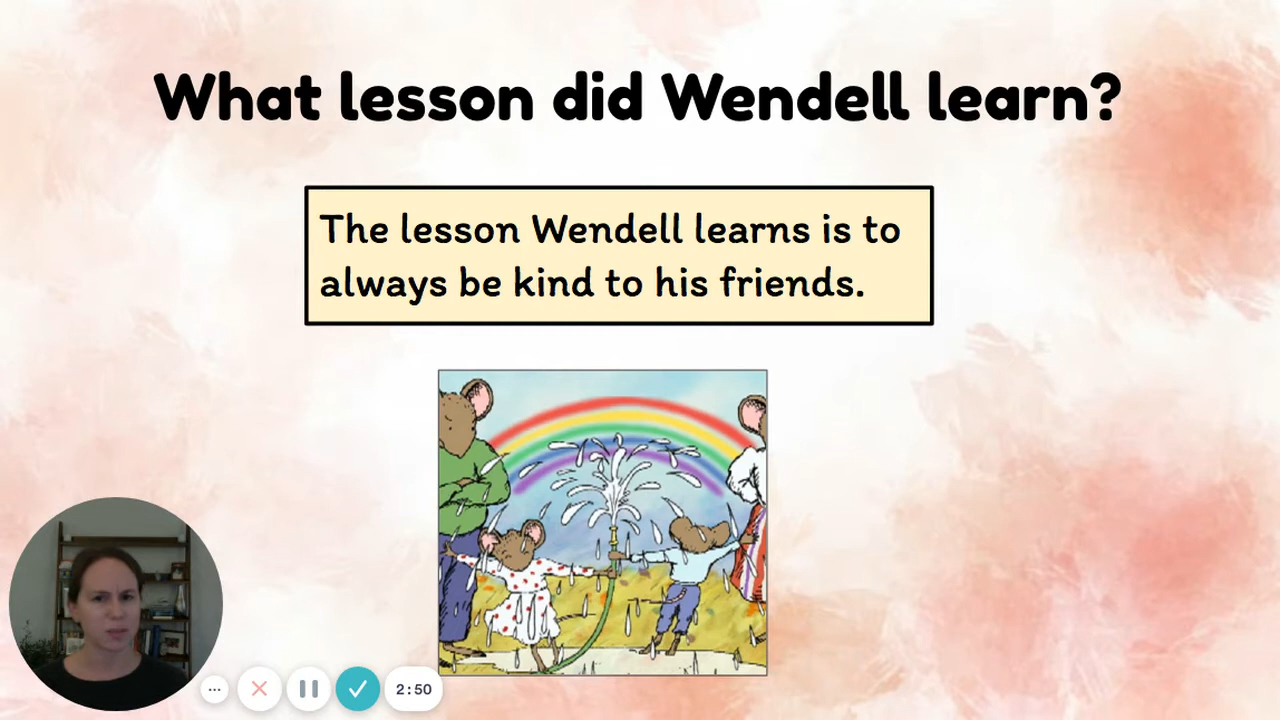 What lesson did Wendell learn?
The lesson Wendell learns is to
always be kind to his friends.
2:50